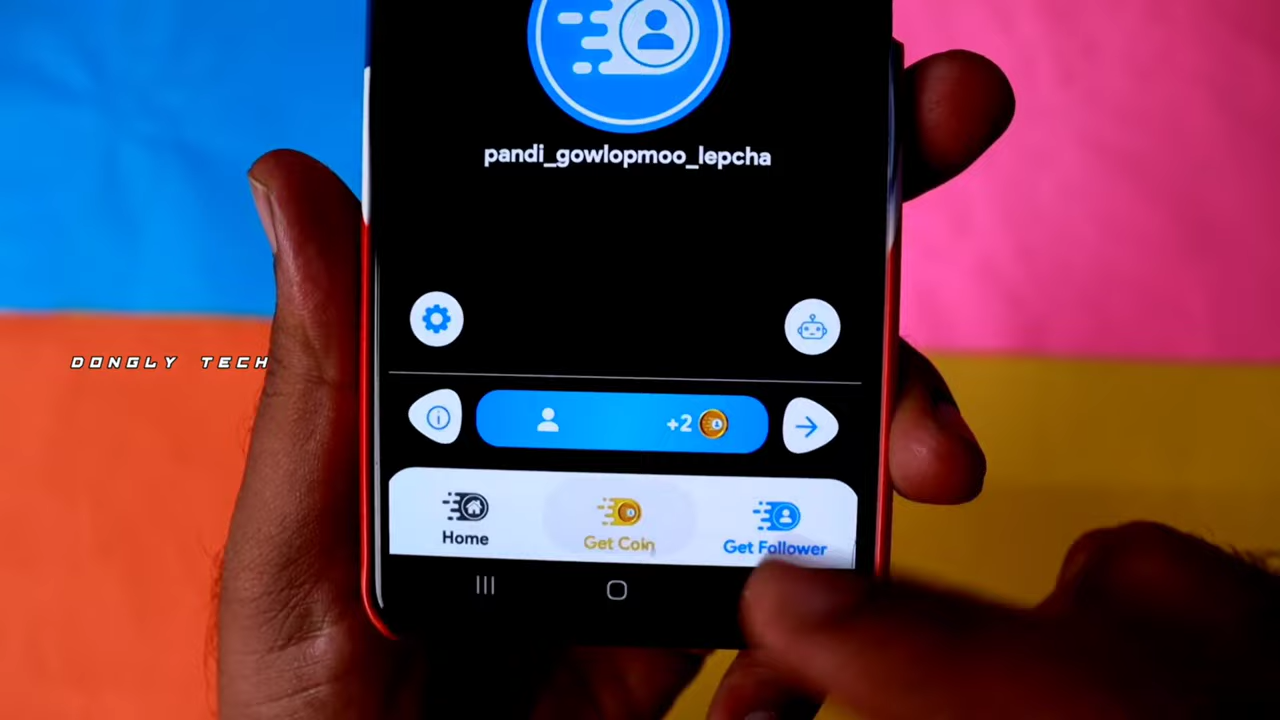 pandi_gowlopmoo_lepcha
DONGLY TECH
+2
Home
Get Coin
Get Follower